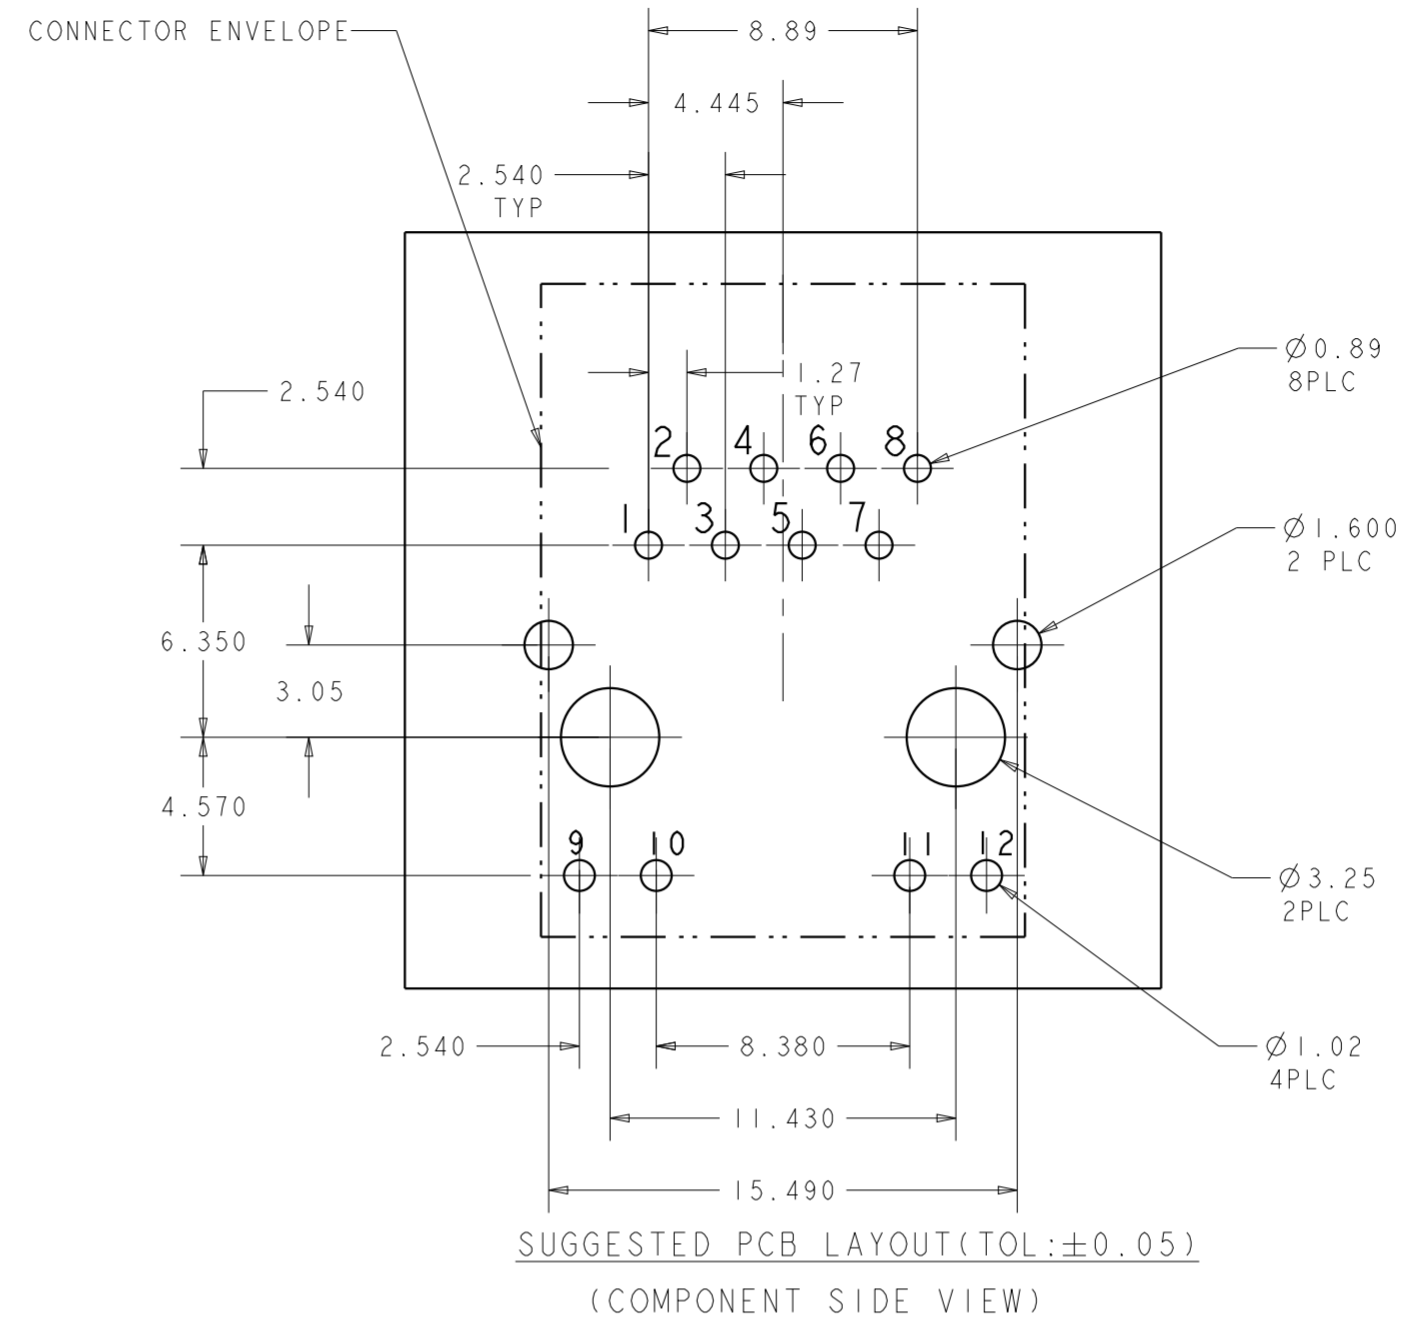 CONNECTOR ENVELOPE
8.89
4.445
2.540
TYP
Ø0.89
8PLC
2.540
1.27
TYP
2 4 6 8
1 3 5 7
Ø1.600
2 PLC
6.350
3.05
4.570
9 10 11 12
Ø3.25
2PLC
2.540
8.380
Ø1.02
4PLC
11.430
15.490
SUGGESTED PCB LAYOUT(TOL:±0.05)
(COMPONENT SIDE VIEW)